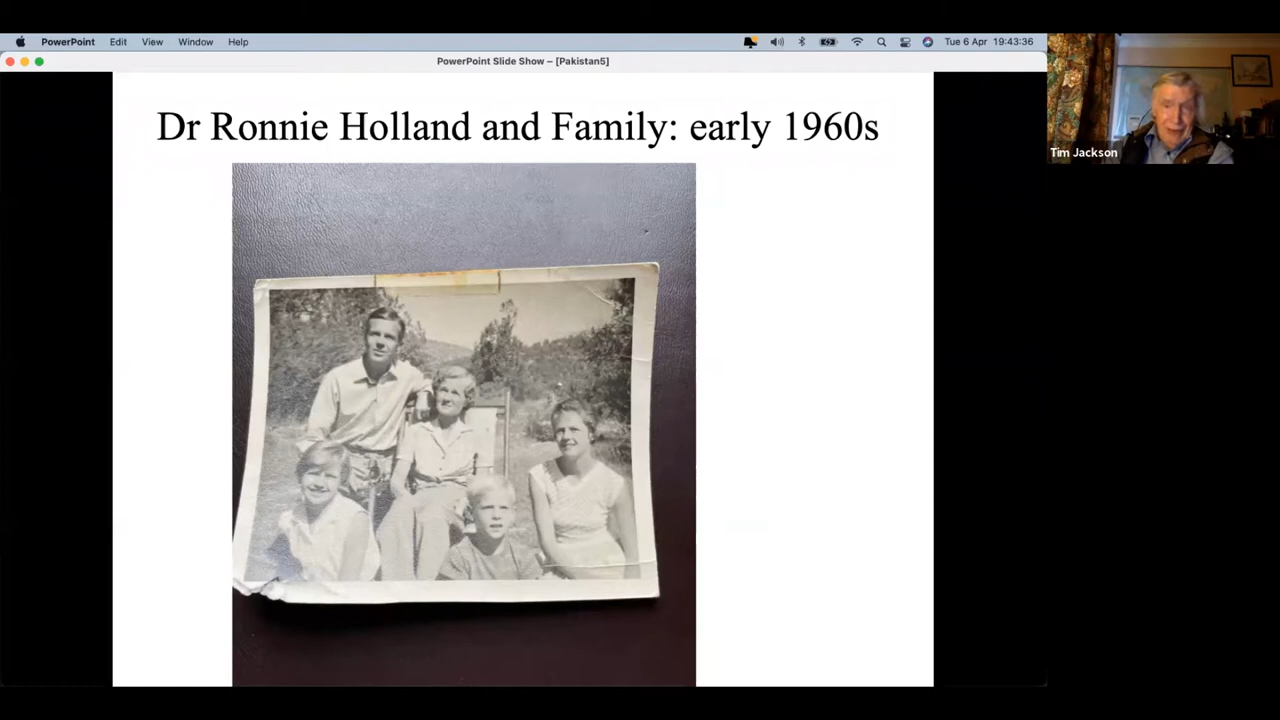 PowerPoint Edit View Window Help Tue 6 Apr 19:43:36
PowerPoint Slide Show – [Pakistan5]
Dr Ronnie Holland and Family: early 1960s
Tim Jackson